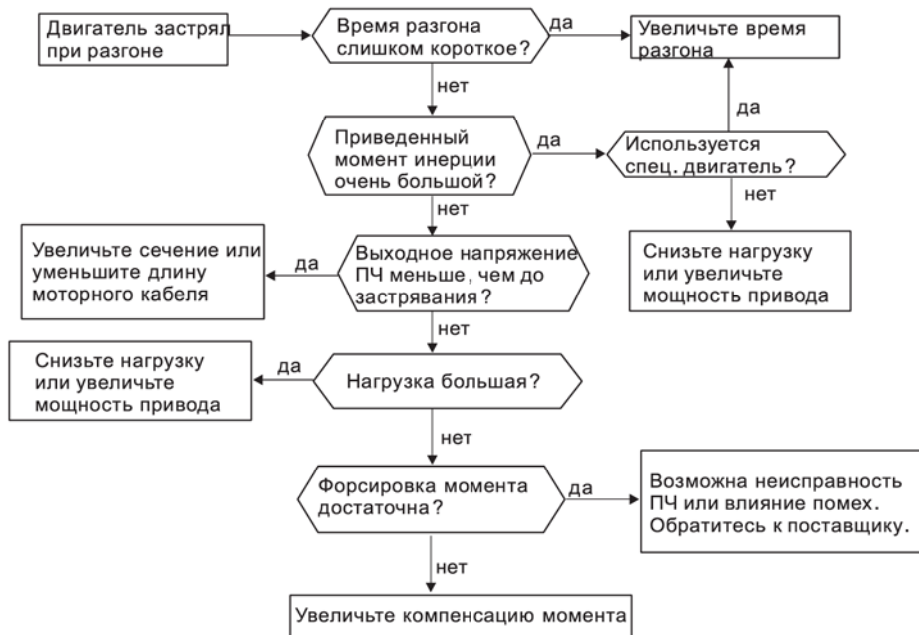 Двигатель застрял
при разгоне
Время разгона
слишком короткое?
да
Увеличьте время
разгона
нет
да
Приведенный
момент инерции
очень большой?
да
Используется
спец. двигатель?
нет
нет
Увеличьте сечение или
уменьшите длину
моторного кабеля
да
Выходное напряжение
ПЧ меньше, чем до
застрявания?
Снизьте нагрузку
или увеличьте
мощность привода
нет
Снизьте нагрузку
или увеличьте
мощность привода
да
Нагрузка большая?
нет
Форсировка момента
достаточна?
да
Возможна неисправность
ПЧ или влияние помех.
Обратитесь к поставщику.
нет
Увеличьте компенсацию момента